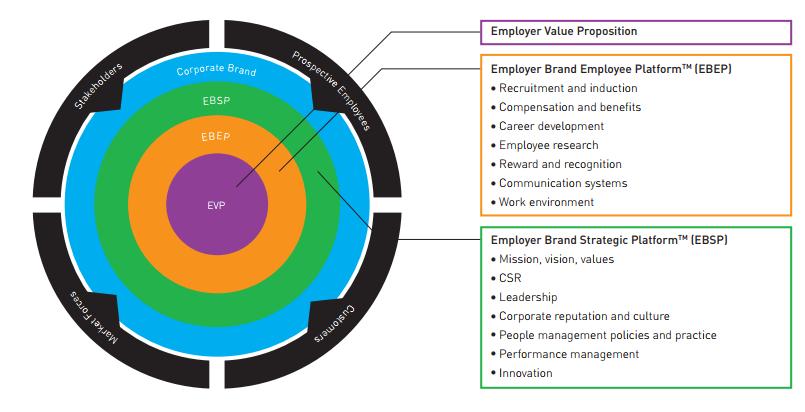 Stakeholders
Prospective Employees
Corporate Brand
EBSP
EBEP
EVP
Market Forces
Customers
Employer Value Proposition
Employer Brand Employee Platform™ (EBEP)
• Recruitment and induction
• Compensation and benefits
• Career development
• Employee research
• Reward and recognition
• Communication systems
• Work environment
Employer Brand Strategic Platform™ (EBSP)
• Mission, vision, values
• CSR
• Leadership
• Corporate reputation and culture
• People management policies and practice
• Performance management
• Innovation